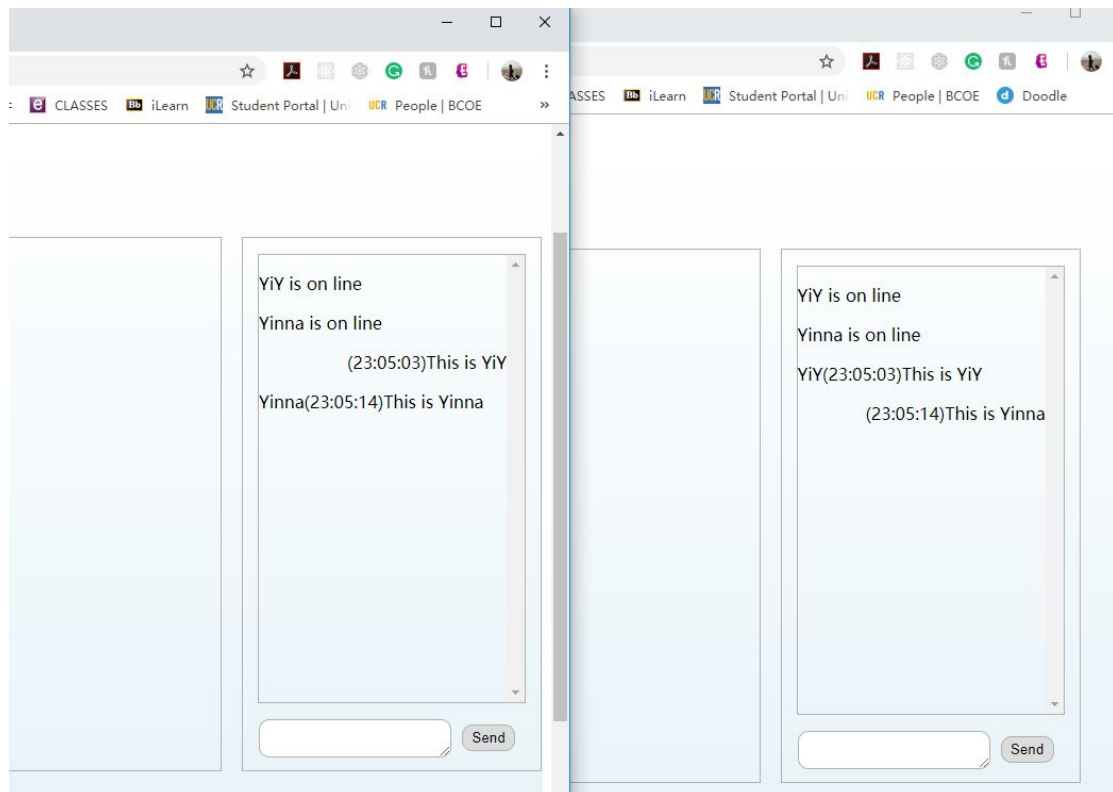 CLASSES iLearn Student Portal | Uni UCR People | BCOE »
YiY is on line
Yinna is on line
(23:05:03)This is YiY
Yinna(23:05:14)This is Yinna
Send
ASSES Bb iLearn UCR Student Portal | Uni UCR People | BCOE d Doodle
YiY is on line
Yinna is on line
YiY(23:05:03)This is YiY
(23:05:14)This is Yinna
Send